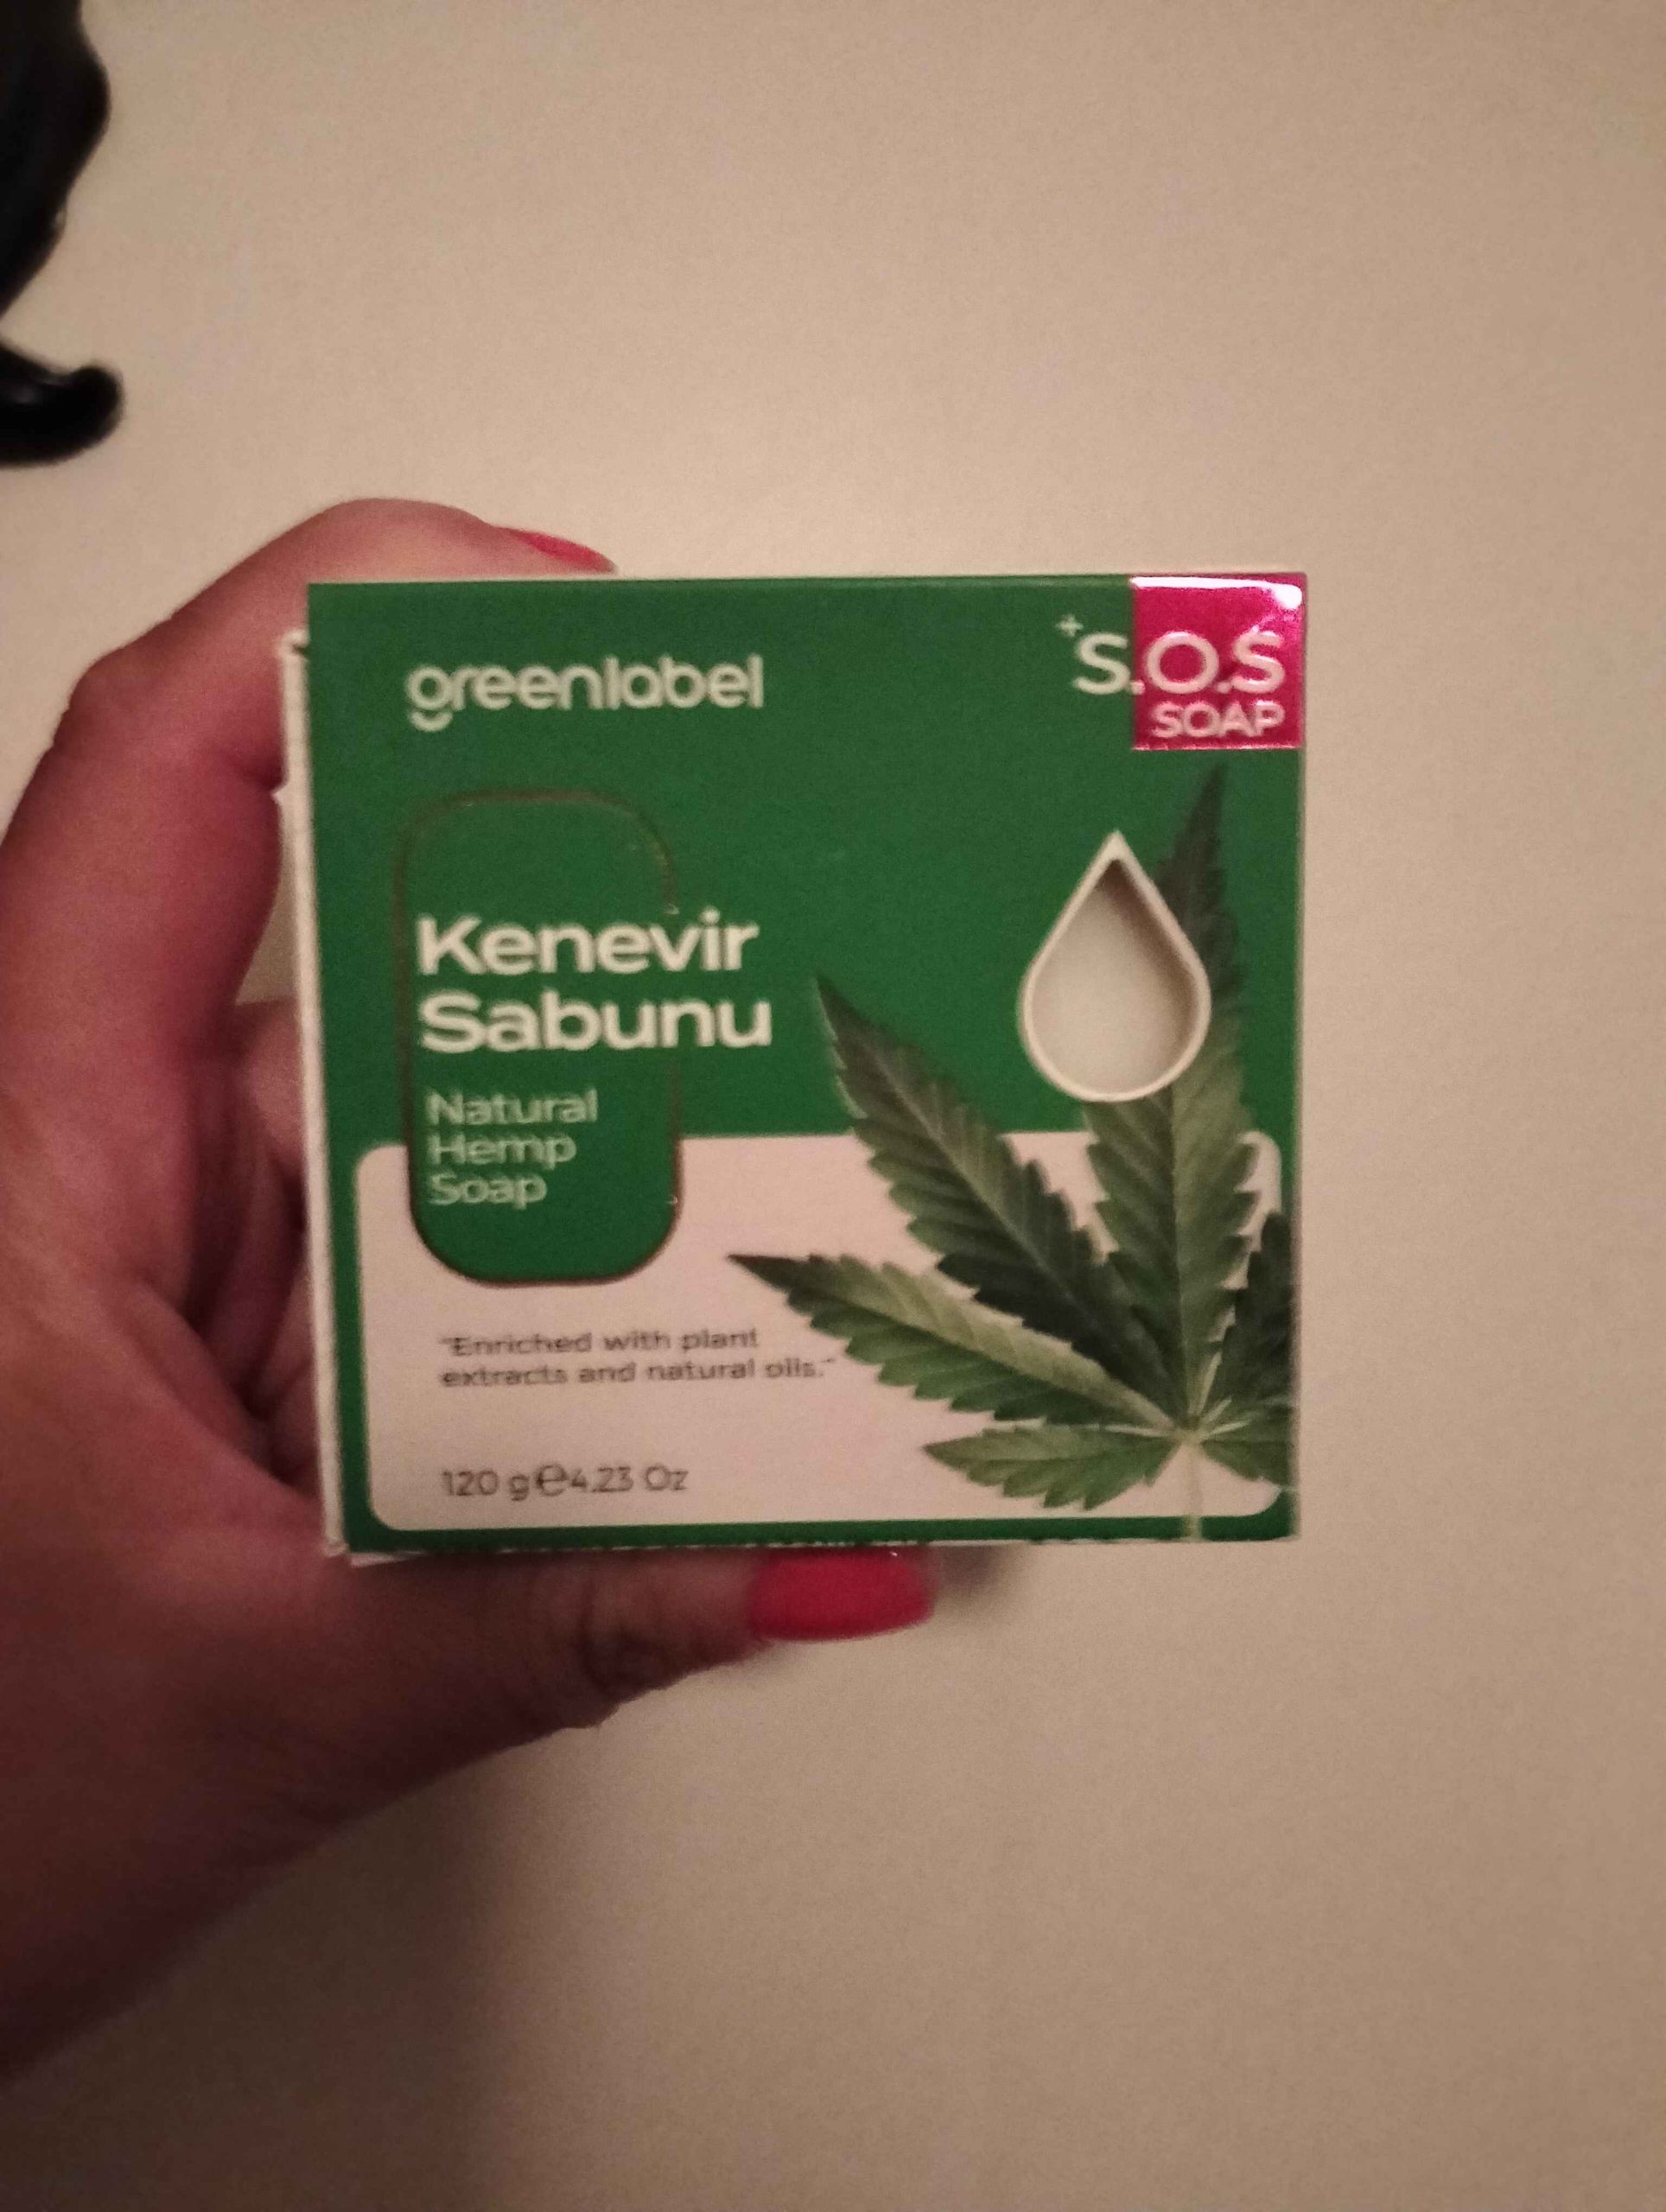 greenlabel
+S.O.S
SOAP
Kenevir
Sabunu
Natural
Hemp
Soap
"Enriched with plant
extracts and natural oils."
120 g℮4.23 Oz